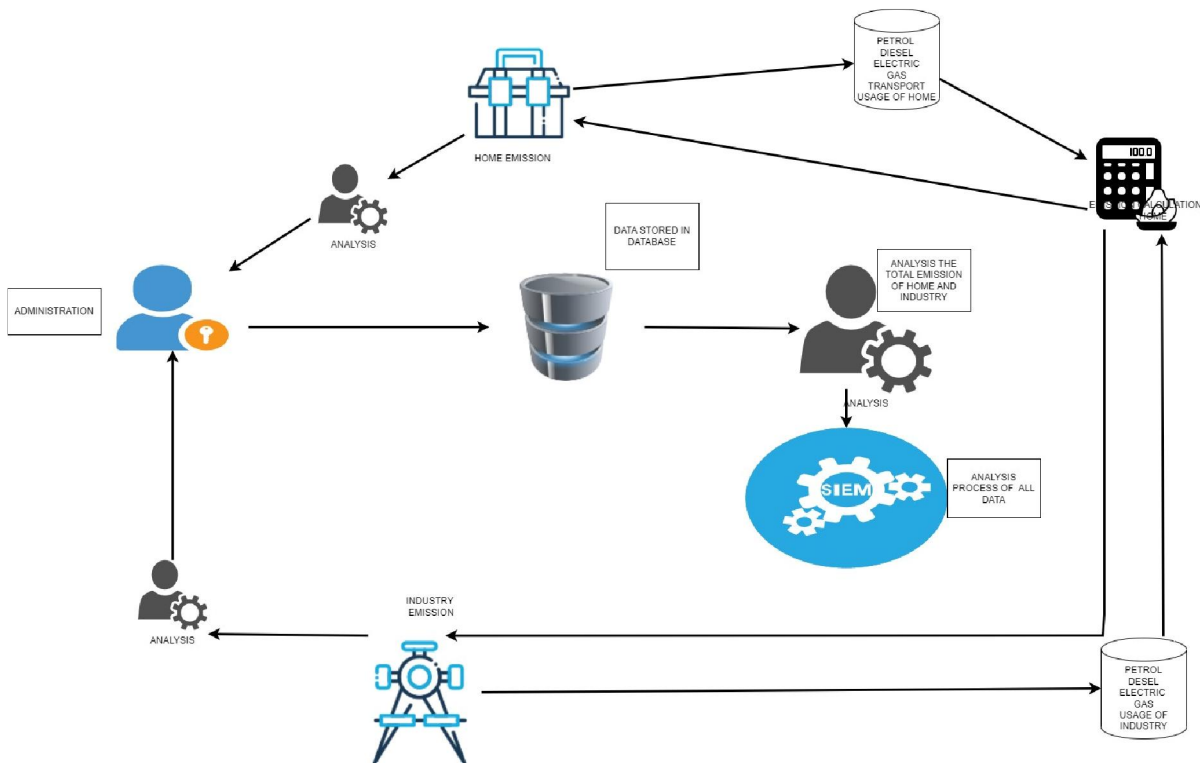 PETROL
DIESEL
ELECTRIC
GAS
TRANSPORT
USAGE OF HOME
HOME EMISSION
1000
CALCULATION
HOME
ANALYSIS
DATA STORED IN
DATABASE
ANALYSIS THE
TOTAL EMISSION
OF HOME AND
INDUSTRY
ADMINISTRATION
ANALYSIS
SIEM
ANALYSIS
PROCESS OF ALL
DATA
INDUSTRY
EMISSION
ANALYSIS
PETROL
DESEL
ELECTRIC
GAS
USAGE OF
INDUSTRY